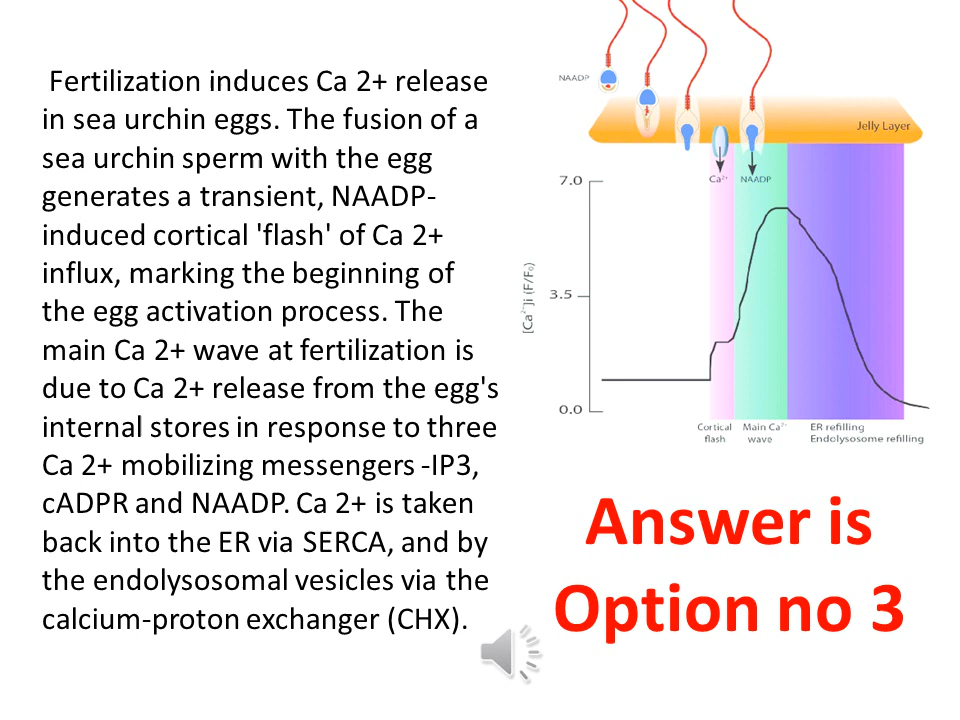 Fertilization induces Ca 2+ release
in sea urchin eggs. The fusion of a
sea urchin sperm with the egg
generates a transient, NAADP-
induced cortical 'flash' of Ca 2+
influx, marking the beginning of
the egg activation process. The
main Ca 2+ wave at fertilization is
due to Ca 2+ release from the egg's
internal stores in response to three
Ca 2+ mobilizing messengers -IP3,
cADPR and NAADP. Ca 2+ is taken
back into the ER via SERCA, and by
the endolysosomal vesicles via the
calcium-proton exchanger (CHX).
NAADP
Jelly Layer
Ca²⁺
NAADP
7.0
3.5
0.0
[Ca²⁺]i (F/F₀)
Cortical
flash
Main Ca²⁺
wave
ER refilling
Endolysosome refilling
Answer is
Option no 3